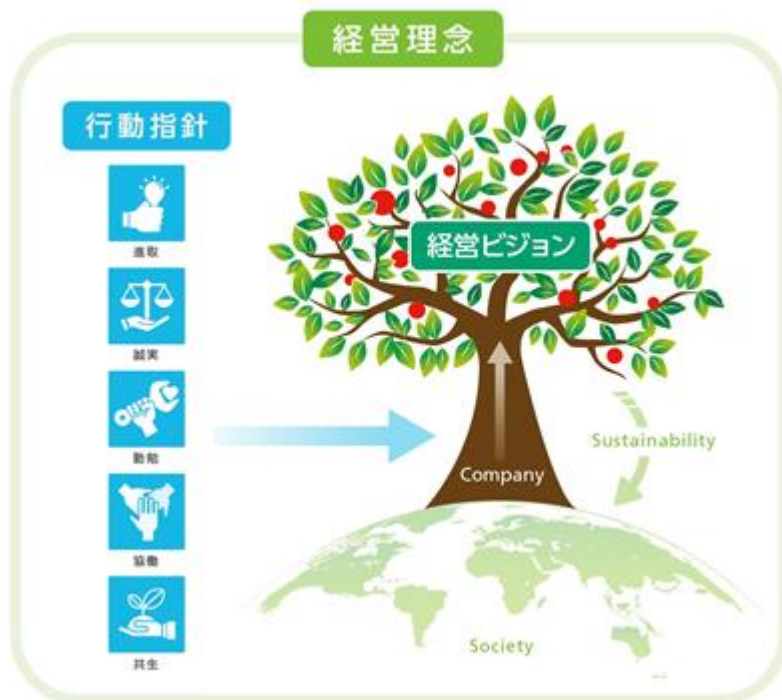 経営理念
行動指針
進取
誠実
勤勉
協働
共生
経営ビジョン
Sustainability
Company
Society